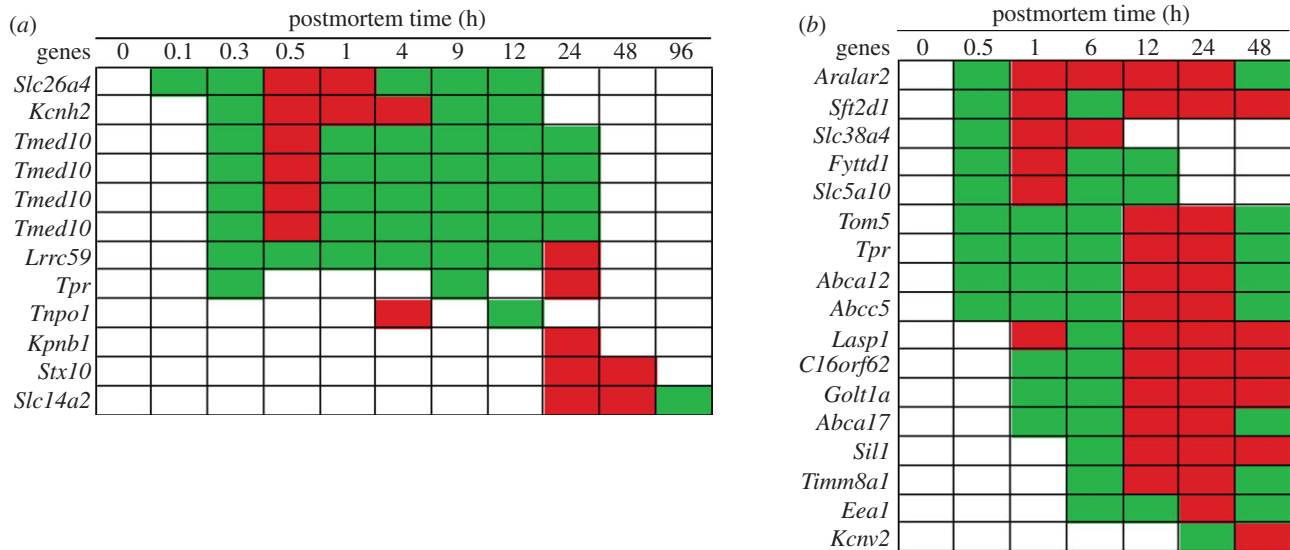 (a) postmortem time (h)
genes 0 0.1 0.3 0.5 1 4 9 12 24 48 96
Slc26a4
Kcnh2
Tmed10
Tmed10
Tmed10
Tmed10
Lrrc59
Tpr
Tnpo1
Kpnb1
Stx10
Slc14a2
(b) postmortem time (h)
genes 0 0.5 1 6 12 24 48
Aralar2
Sft2d1
Slc38a4
Fyttd1
Slc5a10
Tom5
Tpr
Abca12
Abcc5
Lasp1
C16orf62
Golt1a
Abca17
Sil1
Timm8a1
Eea1
Kcnv2